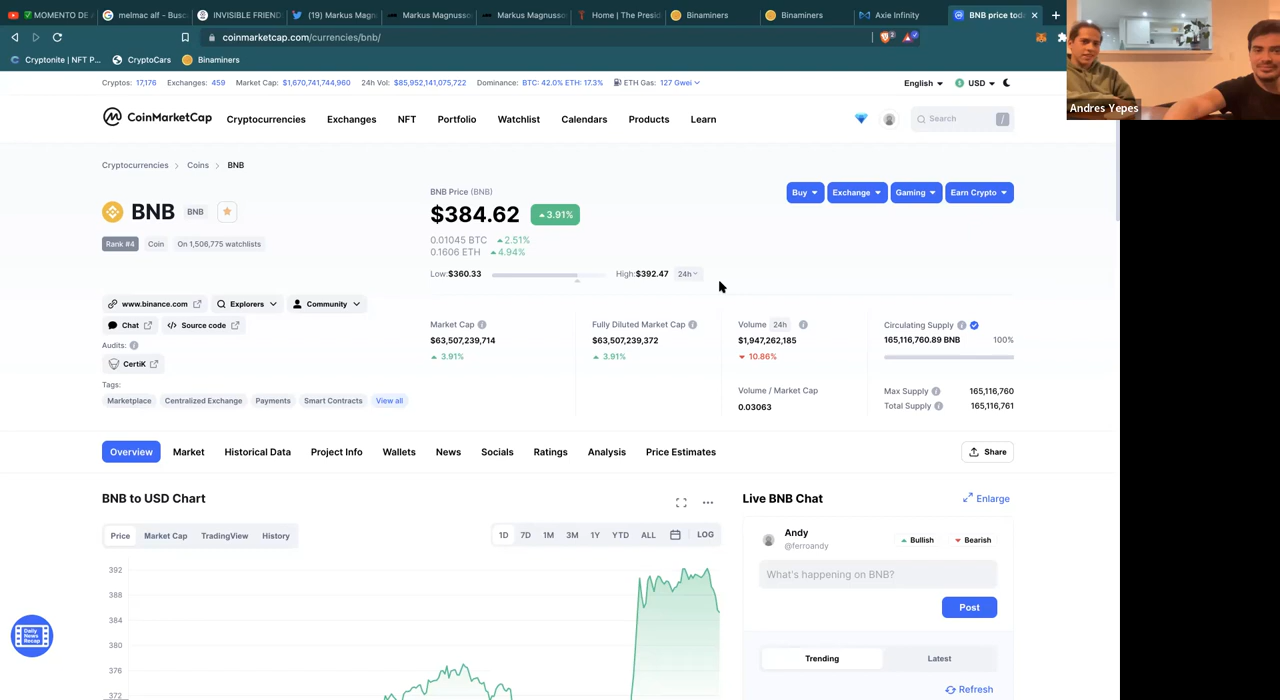 MOMENTO DE
melmac alf - Busc
INVISIBLE FRIEND
(19) Markus Magn
Markus Magnusso
Markus Magnusso
Home | The Presid
Binaminers
Binaminers
Axie Infinity
BNB price toda
coinmarketcap.com/currencies/bnb/
Cryptonite | NFT P...
CryptoCars
Binaminers
Andres Yepes
Cryptos: 17,176 Exchanges: 459 Market Cap: $1,670,741,744,960 24h Vol: $85,952,141,075,722 Dominance: BTC: 42.0% ETH: 17.3% ETH Gas: 127 Gwei
English USD
CoinMarketCap Cryptocurrencies Exchanges NFT Portfolio Watchlist Calendars Products Learn Search /
Cryptocurrencies > Coins > BNB
BNB BNB
Rank #4 Coin On 1,506,775 watchlists
BNB Price (BNB)
$384.62 3.91%
0.01045 BTC 2.51%
0.1606 ETH 4.94%
Low:$360.33 High:$392.47 24h
Buy Exchange Gaming Earn Crypto
www.binance.com Explorers Community
Chat Source code
Audits:
CertiK
Tags:
Marketplace Centralized Exchange Payments Smart Contracts View all
Market Cap
$63,507,239,714
3.91%
Fully Diluted Market Cap
$63,507,239,372
3.91%
Volume 24h
$1,947,262,185
10.86%
Volume / Market Cap
0.03063
Circulating Supply
165,116,760.89 BNB 100%
Max Supply 165,116,760
Total Supply 165,116,761
Overview Market Historical Data Project Info Wallets News Socials Ratings Analysis Price Estimates Share
BNB to USD Chart
Price Market Cap TradingView History
1D 7D 1M 3M 1Y YTD ALL LOG
392
388
384
380
376
372
Daily
News
Recap
Live BNB Chat Enlarge
Andy
@ferroandy
Bullish Bearish
What's happening on BNB?
Post
Trending Latest
Refresh